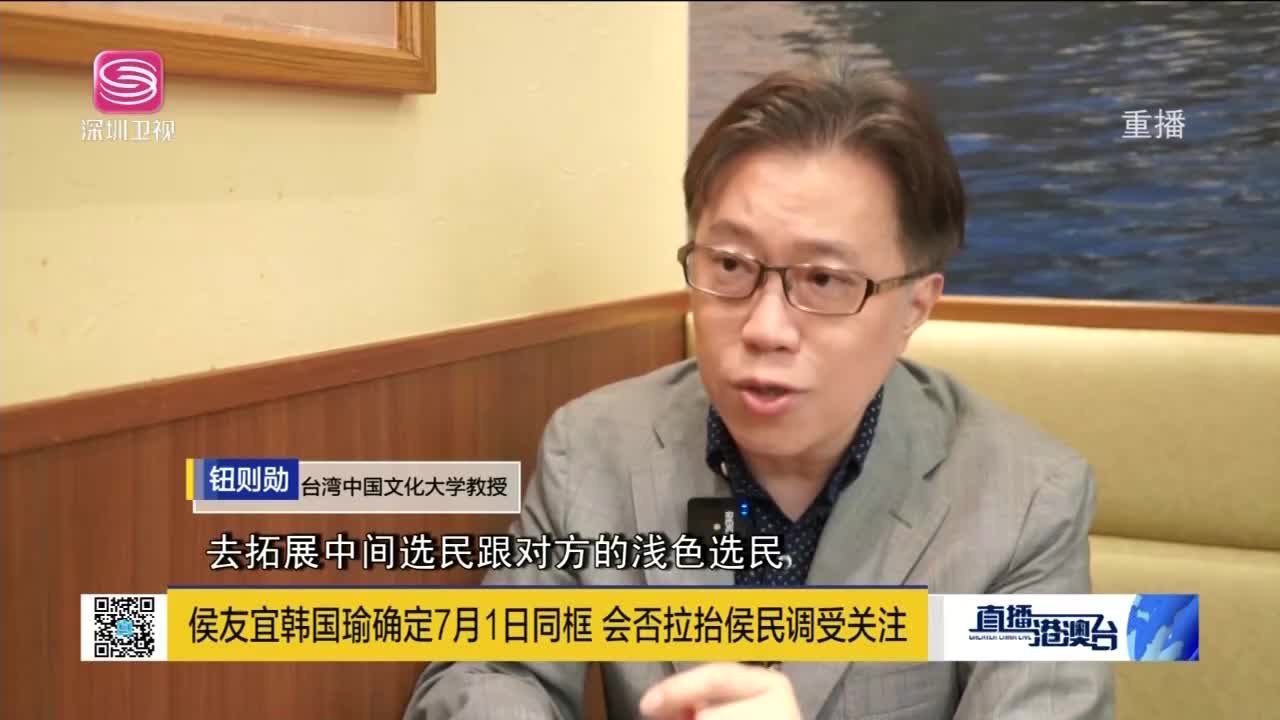 深圳卫视
重播
钮则勋
台湾中国文化大学教授
去拓展中间选民跟对方的浅色选民
侯友宜韩国瑜确定7月1日同框 会否拉抬侯民调受关注
直播港澳台